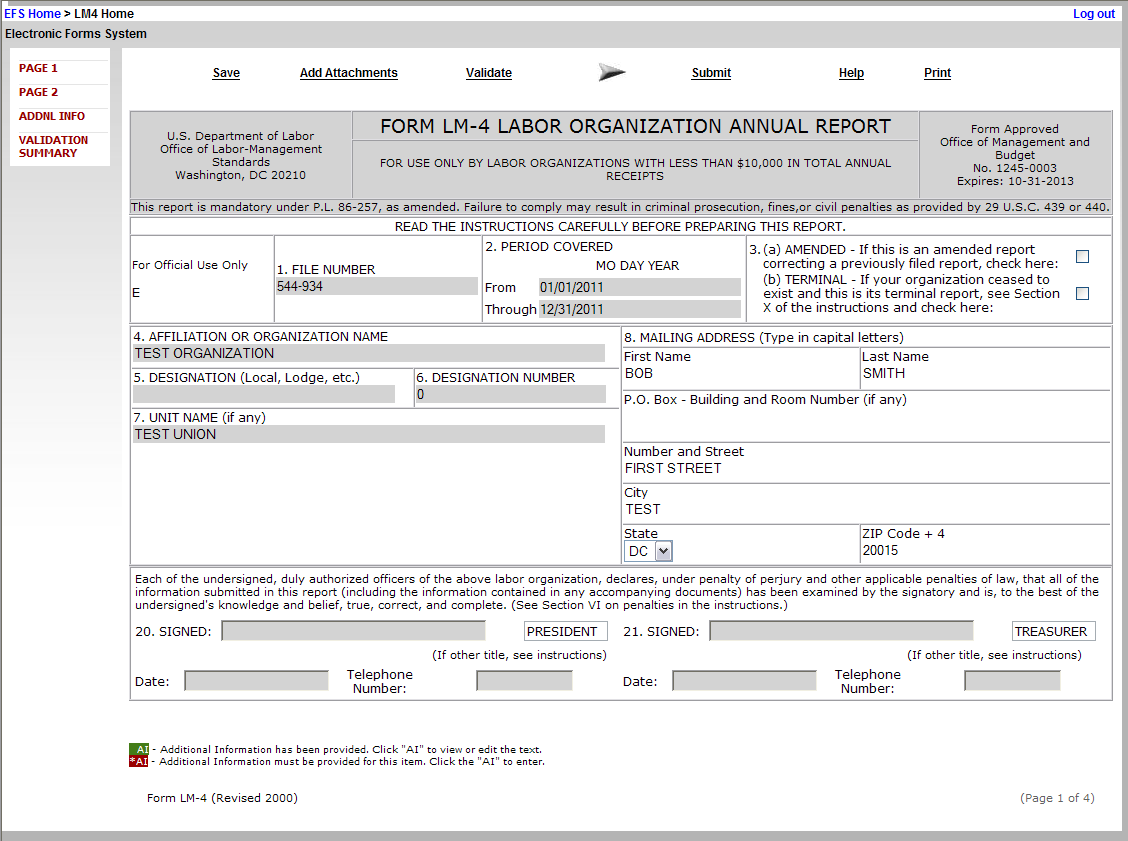 EFS Home > LM4 Home
Log out
Electronic Forms System
PAGE 1
PAGE 2
ADDNL INFO
VALIDATION
SUMMARY
Save
Add Attachments
Validate
Submit
Help
Print
U.S. Department of Labor
Office of Labor-Management
Standards
Washington, DC 20210
FORM LM-4 LABOR ORGANIZATION ANNUAL REPORT
FOR USE ONLY BY LABOR ORGANIZATIONS WITH LESS THAN $10,000 IN TOTAL ANNUAL
RECEIPTS
Form Approved
Office of Management and
Budget
No. 1245-0003
Expires: 10-31-2013
This report is mandatory under P.L. 86-257, as amended. Failure to comply may result in criminal prosecution, fines,or civil penalties as provided by 29 U.S.C. 439 or 440.
READ THE INSTRUCTIONS CAREFULLY BEFORE PREPARING THIS REPORT.
For Official Use Only
E
1. FILE NUMBER
544-934
2. PERIOD COVERED
MO DAY YEAR
From 01/01/2011
Through 12/31/2011
3. (a) AMENDED - If this is an amended report
correcting a previously filed report, check here:
(b) TERMINAL - If your organization ceased to
exist and this is its terminal report, see Section
X of the instructions and check here:
4. AFFILIATION OR ORGANIZATION NAME
TEST ORGANIZATION
5. DESIGNATION (Local, Lodge, etc.)
6. DESIGNATION NUMBER
0
7. UNIT NAME (if any)
TEST UNION
8. MAILING ADDRESS (Type in capital letters)
First Name
BOB
Last Name
SMITH
P.O. Box - Building and Room Number (if any)
Number and Street
FIRST STREET
City
TEST
State
DC
ZIP Code + 4
20015
Each of the undersigned, duly authorized officers of the above labor organization, declares, under penalty of perjury and other applicable penalties of law, that all of the
information submitted in this report (including the information contained in any accompanying documents) has been examined by the signatory and is, to the best of the
undersigned's knowledge and belief, true, correct, and complete. (See Section VI on penalties in the instructions.)
20. SIGNED:
PRESIDENT
(If other title, see instructions)
Date:
Telephone
Number:
21. SIGNED:
TREASURER
(If other title, see instructions)
Date:
Telephone
Number:
AI - Additional Information has been provided. Click "AI" to view or edit the text.
*AI - Additional Information must be provided for this item. Click the "AI" to enter.
Form LM-4 (Revised 2000)
(Page 1 of 4)